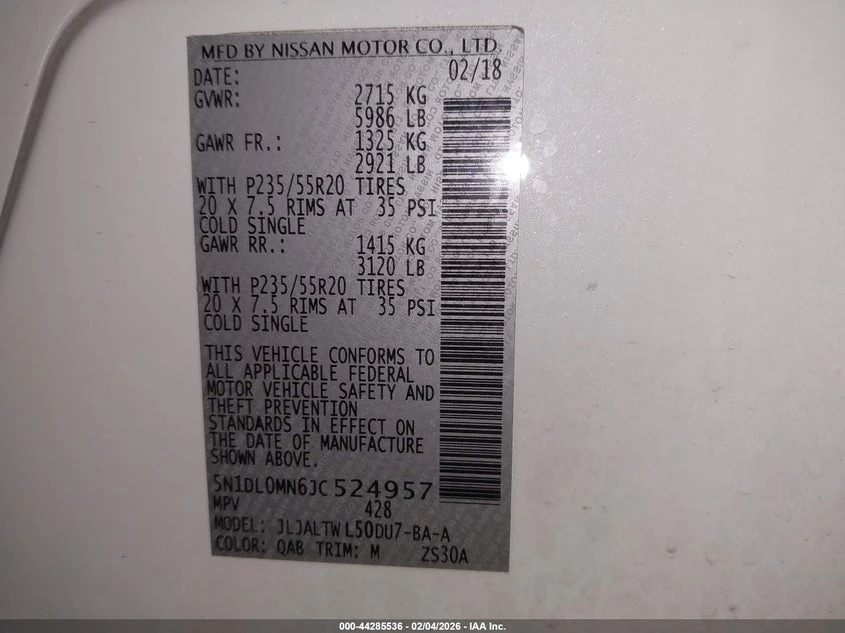 MFD BY NISSAN MOTOR CO., LTD.
DATE: 02/18
GVWR: 2715 KG
5986 LB
GAWR FR.: 1325 KG
2921 LB
WITH P235/55R20 TIRES
20 X 7.5 RIMS AT 35 PSI
COLD SINGLE
GAWR RR.: 1415 KG
3120 LB
WITH P235/55R20 TIRES
20 X 7.5 RIMS AT 35 PSI
COLD SINGLE
THIS VEHICLE CONFORMS TO
ALL APPLICABLE FEDERAL
MOTOR VEHICLE SAFETY AND
THEFT PREVENTION
STANDARDS IN EFFECT ON
THE DATE OF MANUFACTURE
SHOWN ABOVE.
5N1DL0MN6JC524957
MPV 428
MODEL: JLJALTWL50DU7-BA-A
COLOR: QAB TRIM: M ZS30A
000-44285536 - 02/04/2026 - IAA Inc.